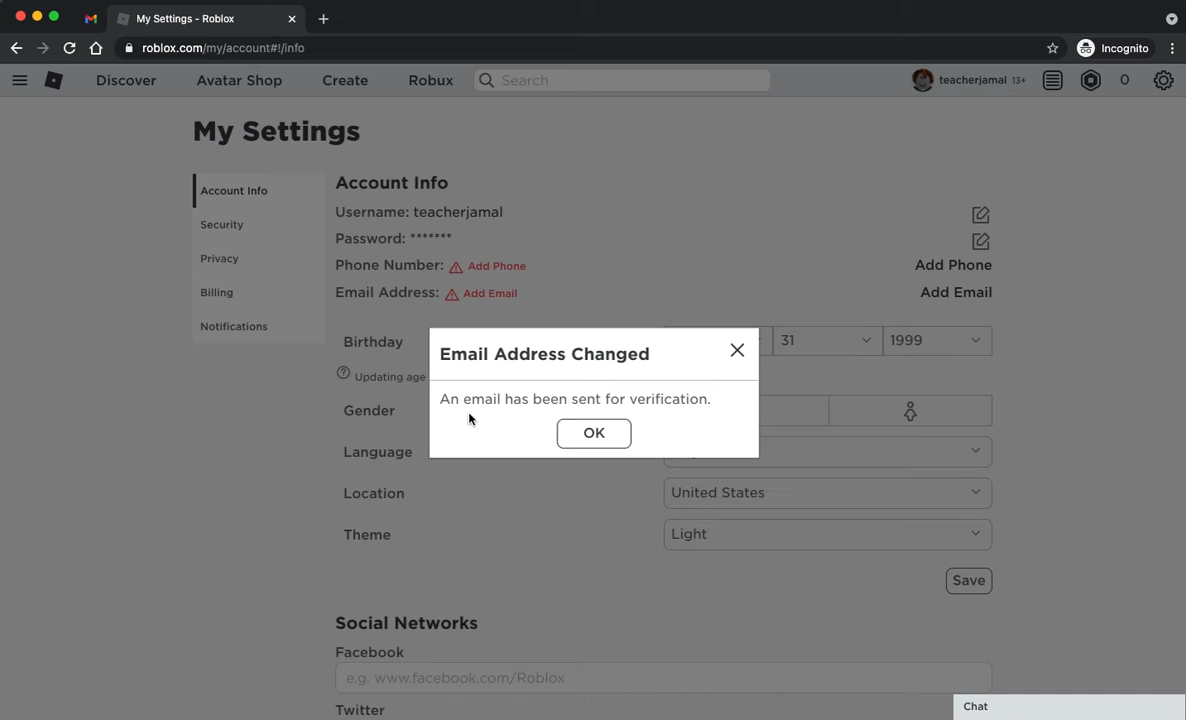 My Settings - Roblox
roblox.com/my/account#!/info
Incognito
Discover
Avatar Shop
Create
Robux
Search
teacherjamal 13+
0
My Settings
Account Info
Security
Privacy
Billing
Notifications
Account Info
Username: teacherjamal
Password: *******
Phone Number: Add Phone
Add Phone
Email Address: Add Email
Add Email
Birthday
31
1999
Updating age
Email Address Changed
An email has been sent for verification.
OK
Gender
Language
Location
United States
Theme
Light
Save
Social Networks
Facebook
e.g. www.facebook.com/Roblox
Twitter
Chat